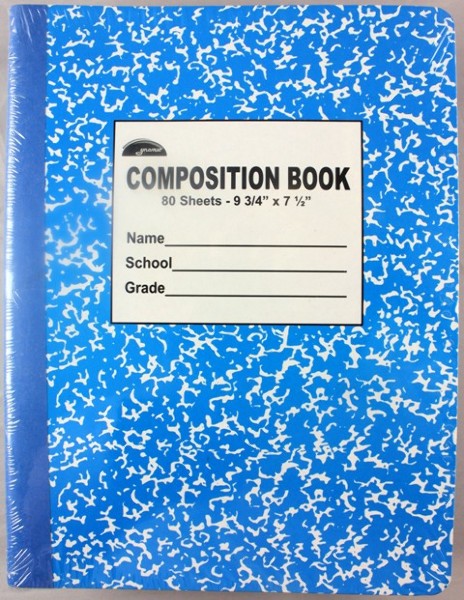 COMPOSITION BOOK
80 Sheets - 9 3/4” x 7 ½”
Name
School
Grade